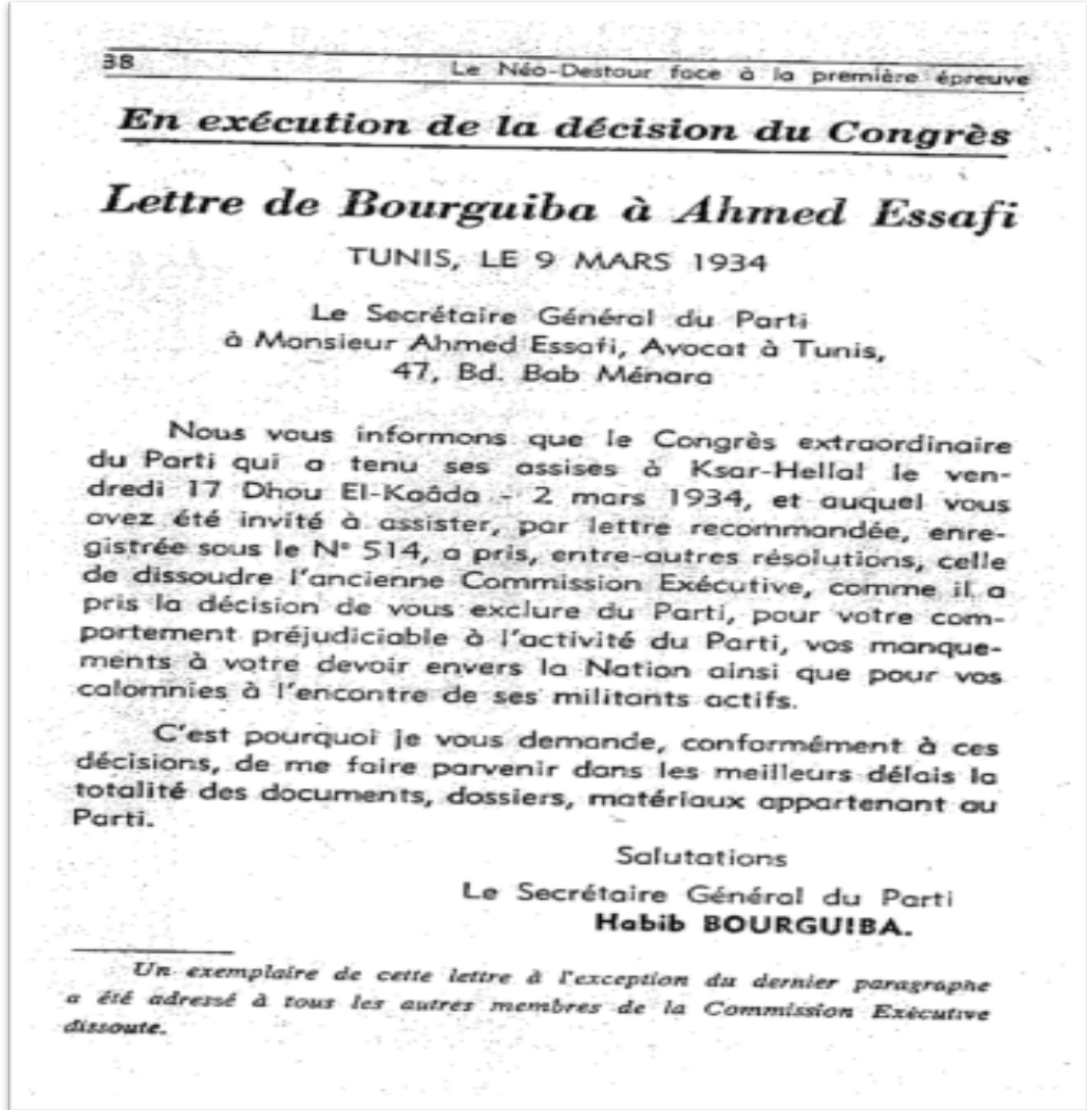 38
Le Néo-Destour face à la première épreuve
En exécution de la décision du Congrès
Lettre de Bourguiba à Ahmed Essafi
TUNIS, LE 9 MARS 1934
Le Secrétaire Général du Parti
à Monsieur Ahmed Essafi, Avocat à Tunis,
47, Bd. Bab Ménara
Nous vous informons que le Congrès extraordinaire
du Parti qui a tenu ses assises à Ksar-Hellal le ven-
dredi 17 Dhou El-Kaâda - 2 mars 1934, et auquel vous
avez été invité à assister, par lettre recommandée, enre-
gistrée sous le N° 514, a pris, entre-autres résolutions, celle
de dissoudre l'ancienne Commission Exécutive, comme il a
pris la décision de vous exclure du Parti, pour votre com-
portement préjudiciable à l'activité du Parti, vos manque-
ments à votre devoir envers la Nation ainsi que pour vos
calomnies à l'encontre de ses militants actifs.
C'est pourquoi je vous demande, conformément à ces
décisions, de me faire parvenir dans les meilleurs délais la
totalité des documents, dossiers, matériaux appartenant au
Parti.
Salutations
Le Secrétaire Général du Parti
Habib BOURGUIBA.
Un exemplaire de cette lettre à l'exception du dernier paragraphe
a été adressé à tous les autres membres de la Commission Exécutive
dissoute.